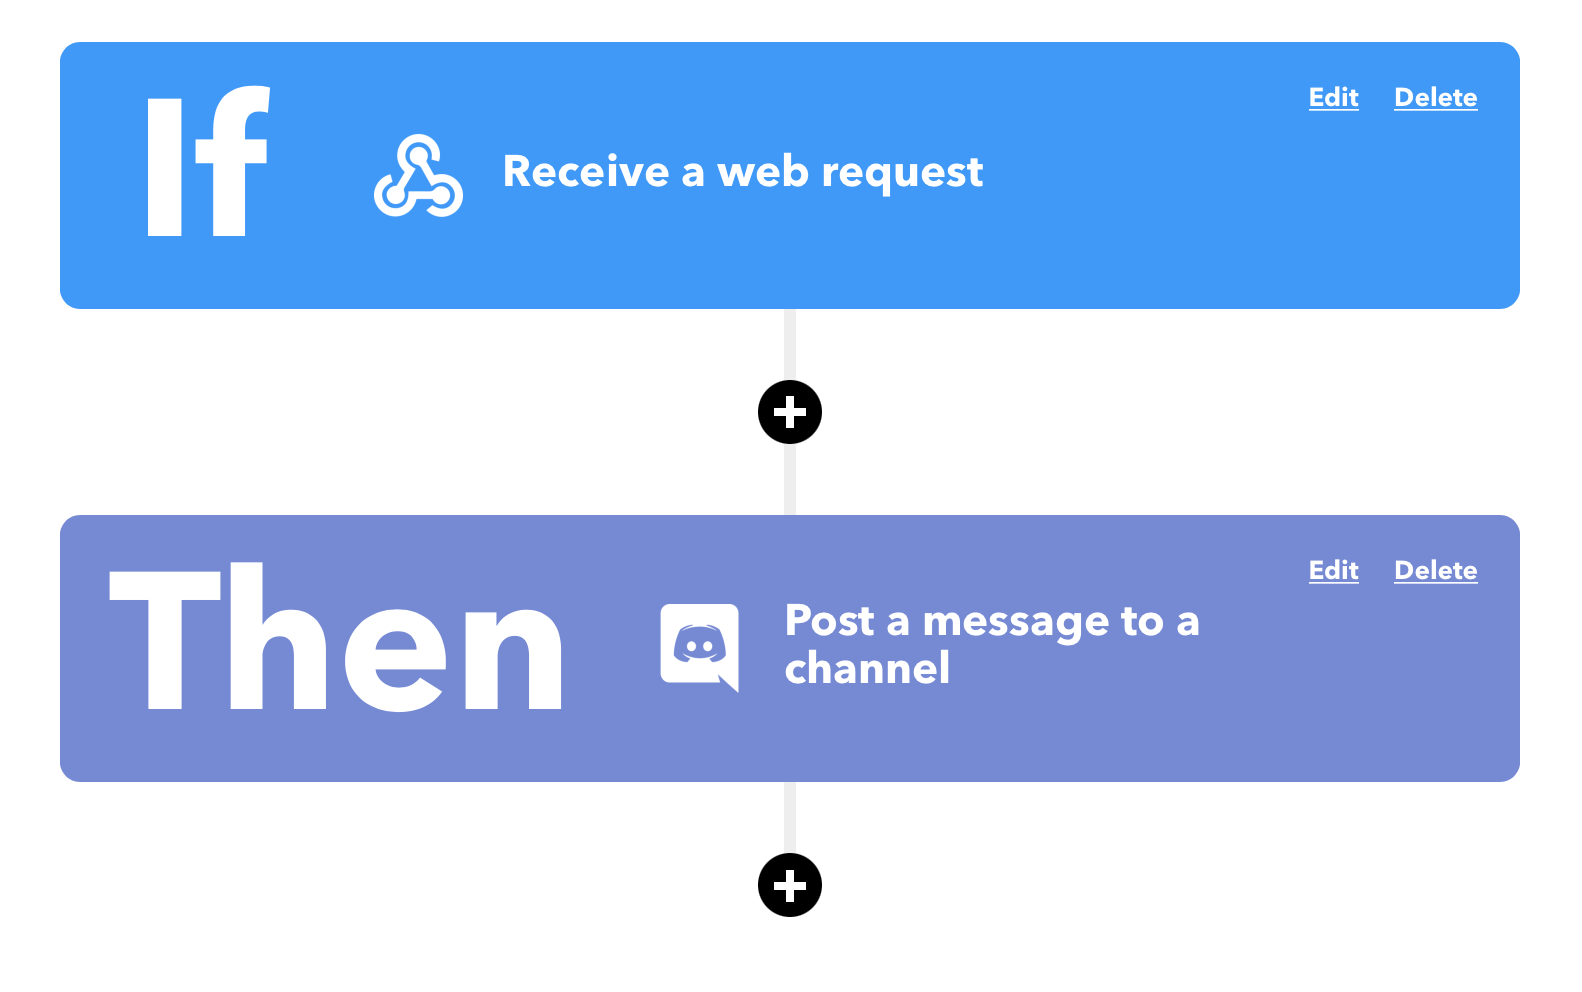 If
Receive a web request
Edit Delete
Then
Post a message to a
channel
Edit Delete